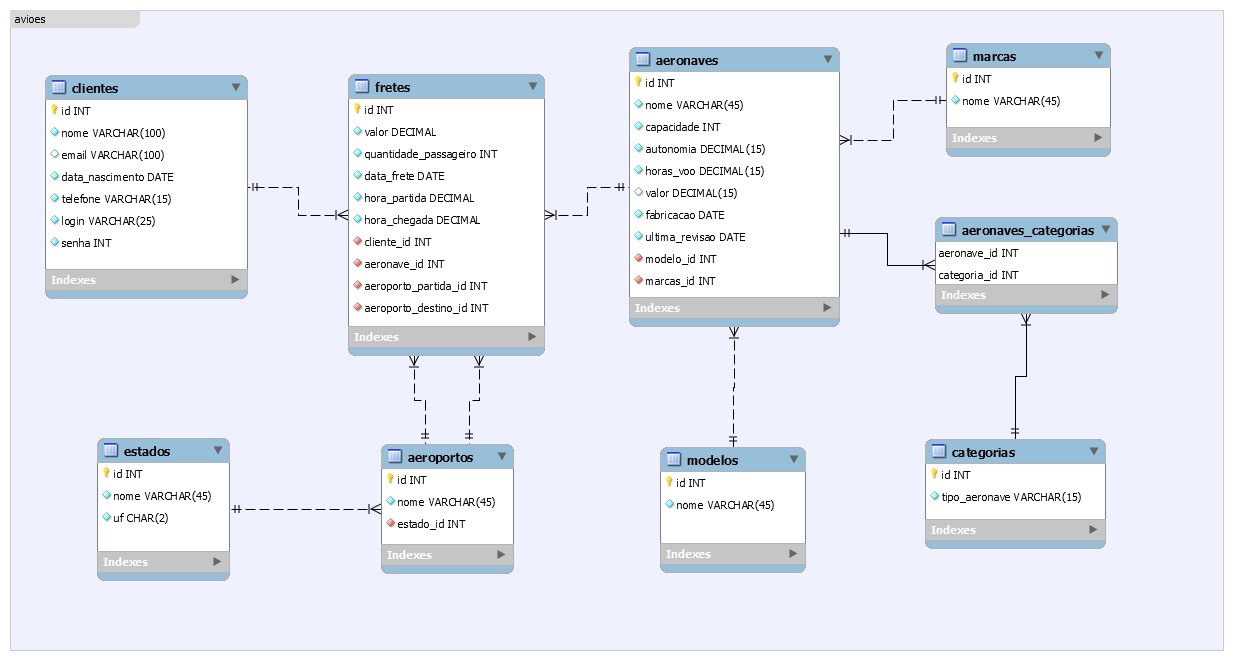 avioes
clientes
id INT
nome VARCHAR(100)
email VARCHAR(100)
data_nascimento DATE
telefone VARCHAR(15)
login VARCHAR(25)
senha INT
Indexes
fretes
id INT
valor DECIMAL
quantidade_passageiro INT
data_frete DATE
hora_partida DECIMAL
hora_chegada DECIMAL
cliente_id INT
aeronave_id INT
aeroporto_partida_id INT
aeroporto_destino_id INT
Indexes
aeronaves
id INT
nome VARCHAR(45)
capacidade INT
autonomia DECIMAL(15)
horas_voo DECIMAL(15)
valor DECIMAL(15)
fabricacao DATE
ultima_revisao DATE
modelo_id INT
marcas_id INT
Indexes
marcas
id INT
nome VARCHAR(45)
Indexes
aeronaves_categorias
aeronave_id INT
categoria_id INT
Indexes
estados
id INT
nome VARCHAR(45)
uf CHAR(2)
Indexes
aeroportos
id INT
nome VARCHAR(45)
estado_id INT
Indexes
modelos
id INT
nome VARCHAR(45)
Indexes
categorias
id INT
tipo_aeronave VARCHAR(15)
Indexes